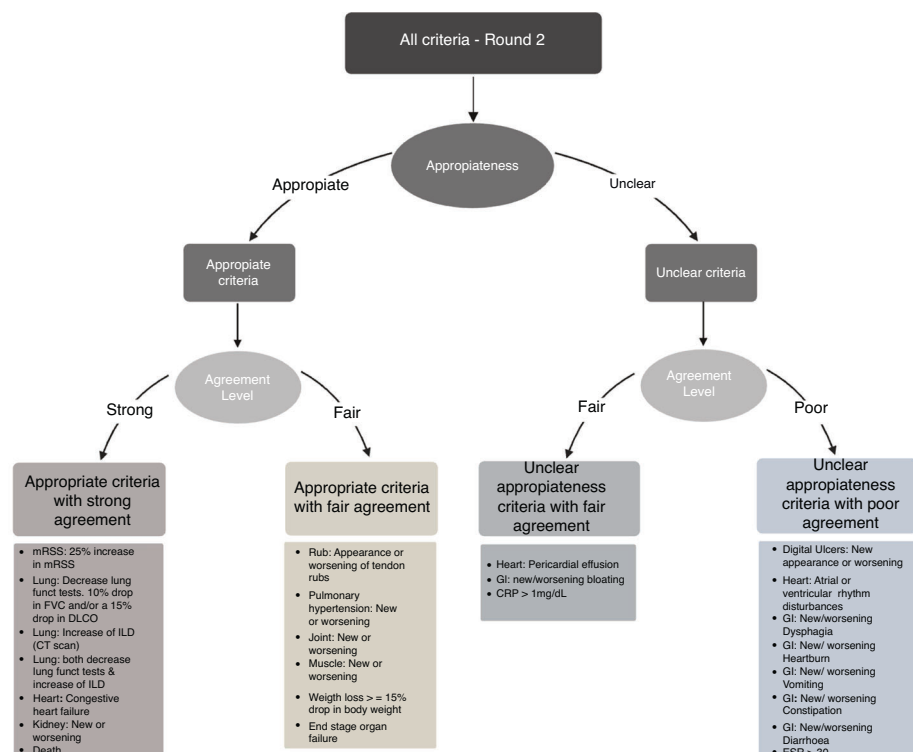 All criteria - Round 2
Appropiateness
Appropiate
Unclear
Appropiate
criteria
Unclear criteria
Agreement
Level
Agreement
Level
Strong
Fair
Fair
Poor
Appropriate criteria
with strong
agreement
Appropriate criteria
with fair agreement
Unclear
appropiateness
criteria with fair
agreement
Unclear
appropiateness
criteria with poor
agreement
• mRSS: 25% increase
in mRSS
• Lung: Decrease lung
funct tests. 10% drop
in FVC and/or a 15%
drop in DLCO
• Lung: Increase of ILD
(CT scan)
• Lung: both decrease
lung funct tests &
increase of ILD
• Heart: Congestive
heart failure
• Kidney: New or
worsening
• Death
• Rub: Appearance or
worsening of tendon
rubs
• Pulmonary
hypertension: New
or worsening
• Joint: New or
worsening
• Muscle: New or
worsening
• Weigth loss > = 15%
drop in body weight
• End stage organ
failure
• Heart: Pericardial effusion
• GI: new/worsening bloating
• CRP > 1mg/dL
• Digital Ulcers: New
appearance or worsening
• Heart: Atrial or
ventricular rhythm
disturbances
• GI: New/worsening
Dysphagia
• GI: New/ worsening
Heartburn
• GI: New/ worsening
Vomiting
• GI: New/ worsening
Constipation
• GI: New/worsening
Diarrhoea
• ESR > 30